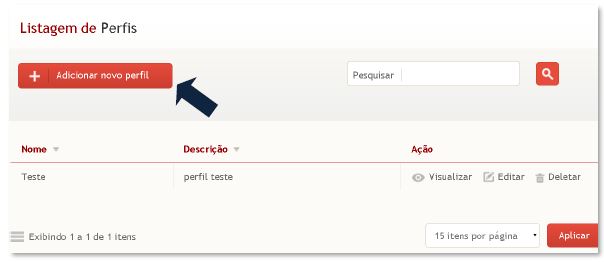 Listagem de Perfis
Adicionar novo perfil
Pesquisar
Nome Descrição Ação
Teste perfil teste Visualizar Editar Deletar
Exibindo 1 a 1 de 1 itens 15 itens por página Aplicar